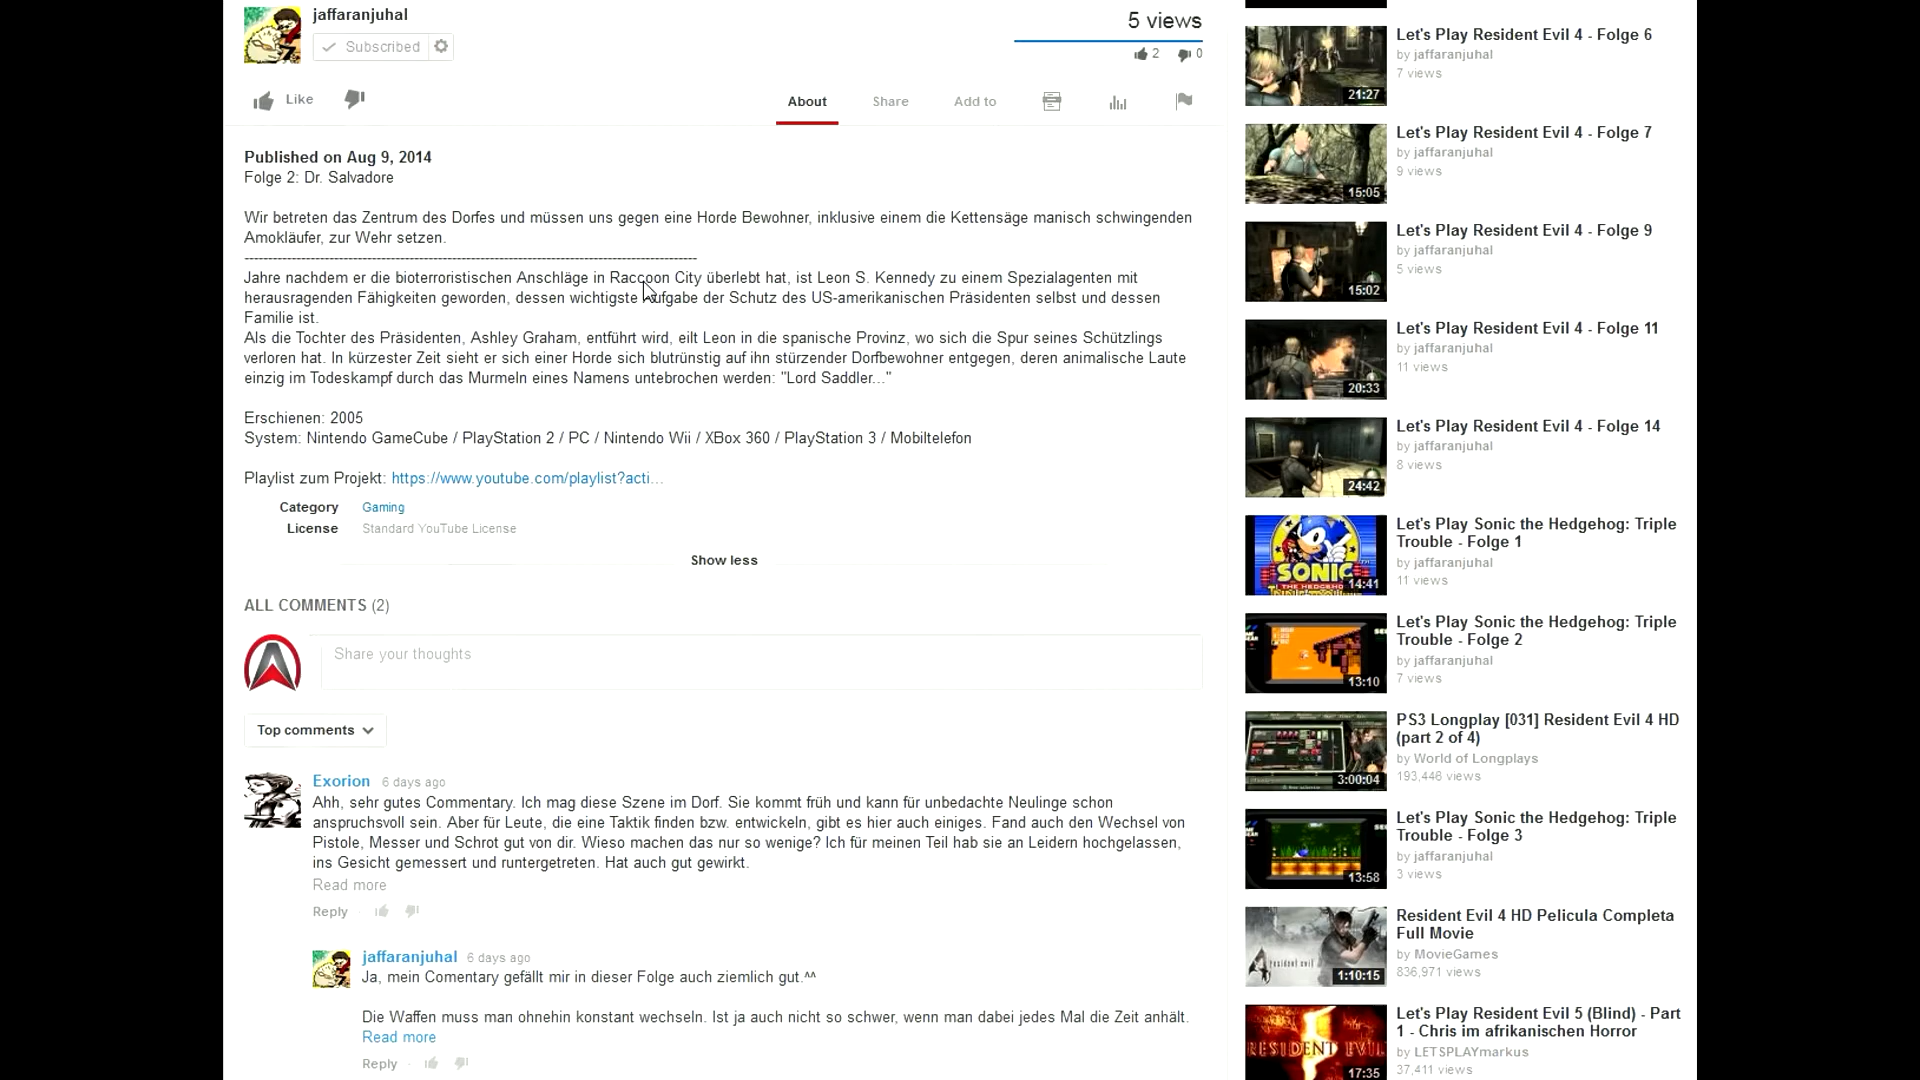 jaffaranjuhal
Subscribed
5 views
2 0
Like
About Share Add to
Published on Aug 9, 2014
Folge 2: Dr. Salvadore
Wir betreten das Zentrum des Dorfes und müssen uns gegen eine Horde Bewohner, inklusive einem die Kettensäge manisch schwingenden
Amokläufer, zur Wehr setzen.
------------------------------------------------------------------------------------------
Jahre nachdem er die bioterroristischen Anschläge in Raccoon City überlebt hat, ist Leon S. Kennedy zu einem Spezialagenten mit
herausragenden Fähigkeiten geworden, dessen wichtigste Aufgabe der Schutz des US-amerikanischen Präsidenten selbst und dessen
Familie ist.
Als die Tochter des Präsidenten, Ashley Graham, entführt wird, eilt Leon in die spanische Provinz, wo sich die Spur seines Schützlings
verloren hat. In kürzester Zeit sieht er sich einer Horde sich blutrünstig auf ihn stürzender Dorfbewohner entgegen, deren animalische Laute
einzig im Todeskampf durch das Murmeln eines Namens untebrochen werden: "Lord Saddler..."
Erschienen: 2005
System: Nintendo GameCube / PlayStation 2 / PC / Nintendo Wii / XBox 360 / PlayStation 3 / Mobiltelefon
Playlist zum Projekt: https://www.youtube.com/playlist?acti...
Category Gaming
License Standard YouTube License
Show less
ALL COMMENTS (2)
Share your thoughts
Top comments
Exorion 6 days ago
Ahh, sehr gutes Commentary. Ich mag diese Szene im Dorf. Sie kommt früh und kann für unbedachte Neulinge schon
anspruchsvoll sein. Aber für Leute, die eine Taktik finden bzw. entwickeln, gibt es hier auch einiges. Fand auch den Wechsel von
Pistole, Messer und Schrot gut von dir. Wieso machen das nur so wenige? Ich für meinen Teil hab sie an Leidern hochgelassen,
ins Gesicht gemessert und runtergetreten. Hat auch gut gewirkt.
Read more
Reply
jaffaranjuhal 6 days ago
Ja, mein Comentary gefällt mir in dieser Folge auch ziemlich gut.^^
Die Waffen muss man ohnehin konstant wechseln. Ist ja auch nicht so schwer, wenn man dabei jedes Mal die Zeit anhält.
Read more
Reply
Let's Play Resident Evil 4 - Folge 6
by jaffaranjuhal
7 views
21:27
Let's Play Resident Evil 4 - Folge 7
by jaffaranjuhal
9 views
15:05
Let's Play Resident Evil 4 - Folge 9
by jaffaranjuhal
5 views
15:02
Let's Play Resident Evil 4 - Folge 11
by jaffaranjuhal
11 views
20:33
Let's Play Resident Evil 4 - Folge 14
by jaffaranjuhal
8 views
24:42
Let's Play Sonic the Hedgehog: Triple
Trouble - Folge 1
by jaffaranjuhal
11 views
SONIC
14:41
Let's Play Sonic the Hedgehog: Triple
Trouble - Folge 2
by jaffaranjuhal
7 views
13:10
PS3 Longplay [031] Resident Evil 4 HD
(part 2 of 4)
by World of Longplays
193,446 views
3:00:04
Let's Play Sonic the Hedgehog: Triple
Trouble - Folge 3
by jaffaranjuhal
3 views
13:58
Resident Evil 4 HD Pelicula Completa
Full Movie
by MovieGames
836,971 views
resident evil
1:10:15
Let's Play Resident Evil 5 (Blind) - Part
1 - Chris im afrikanischen Horror
by LETSPLAYmarkus
37,411 views
RESIDENT EVIL
17:35